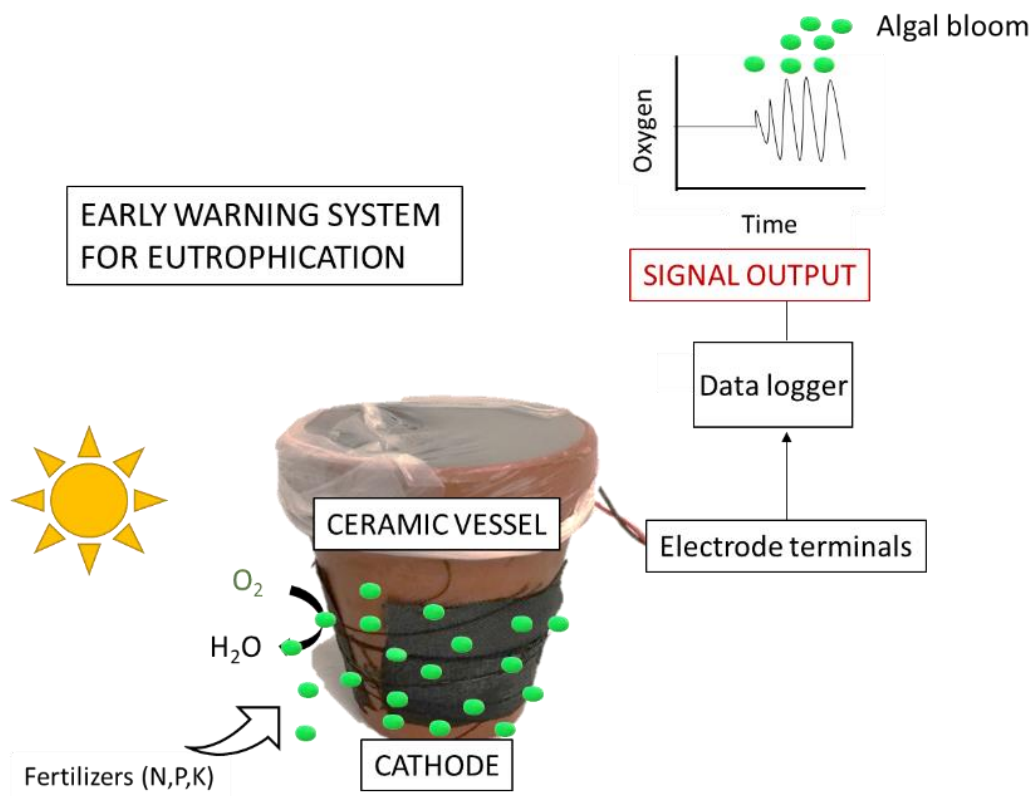 Algal bloom
Oxygen
Time
EARLY WARNING SYSTEM
FOR EUTROPHICATION
SIGNAL OUTPUT
Data logger
CERAMIC VESSEL
Electrode terminals
O₂
H₂O
Fertilizers (N,P,K)
CATHODE